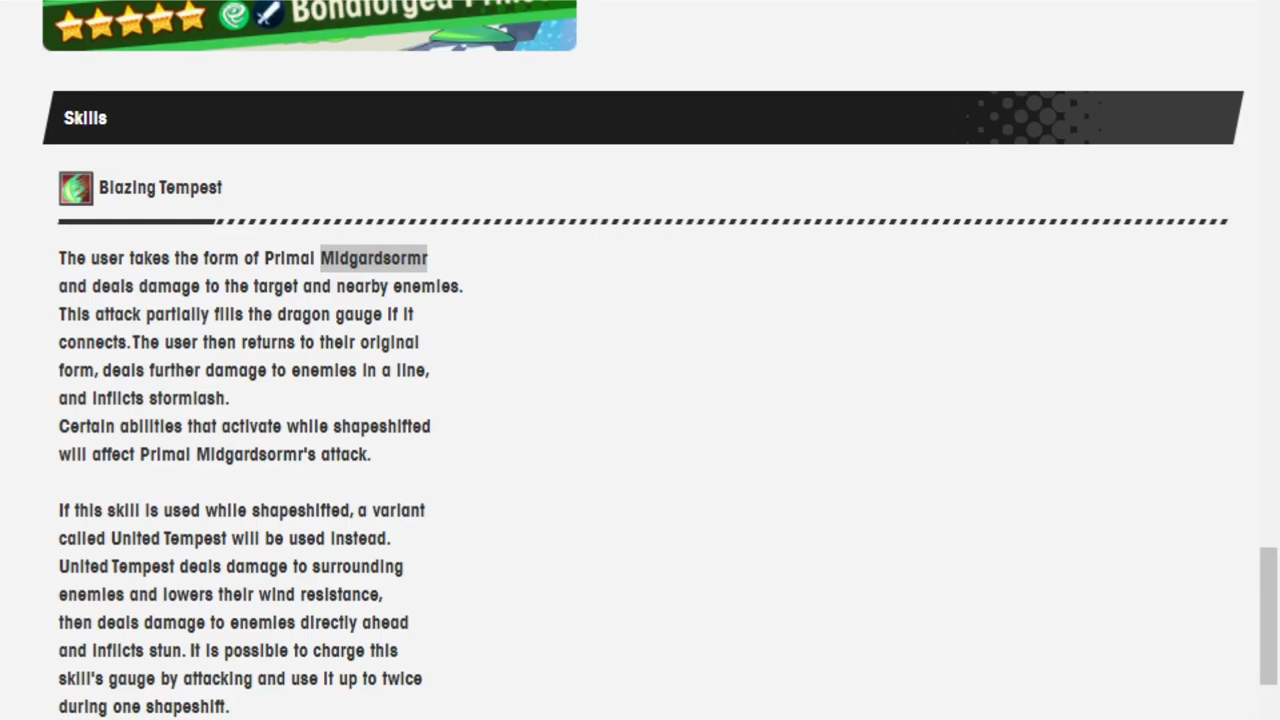 Bondforged
Skills
Blazing Tempest
The user takes the form of Primal Midgardsormr
and deals damage to the target and nearby enemies.
This attack partially fills the dragon gauge if it
connects.The user then returns to their original
form, deals further damage to enemies in a line,
and inflicts stormlash.
Certain abilities that activate while shapeshifted
will affect Primal Midgardsormr's attack.
If this skill is used while shapeshifted, a variant
called United Tempest will be used instead.
United Tempest deals damage to surrounding
enemies and lowers their wind resistance,
then deals damage to enemies directly ahead
and inflicts stun. It is possible to charge this
skill's gauge by attacking and use it up to twice
during one shapeshift.